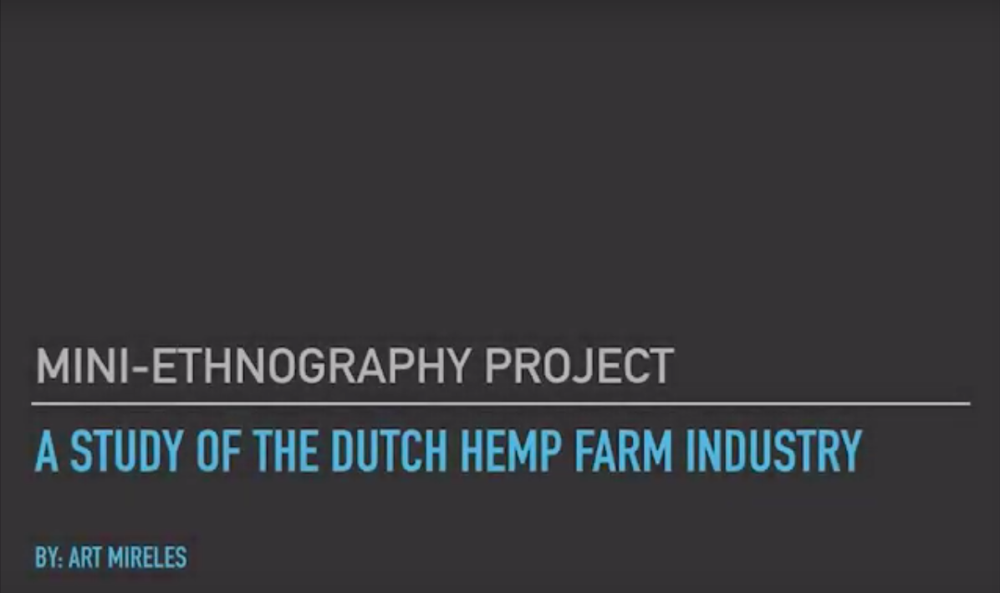 MINI-ETHNOGRAPHY PROJECT
A STUDY OF THE DUTCH HEMP FARM INDUSTRY
BY: ART MIRELES